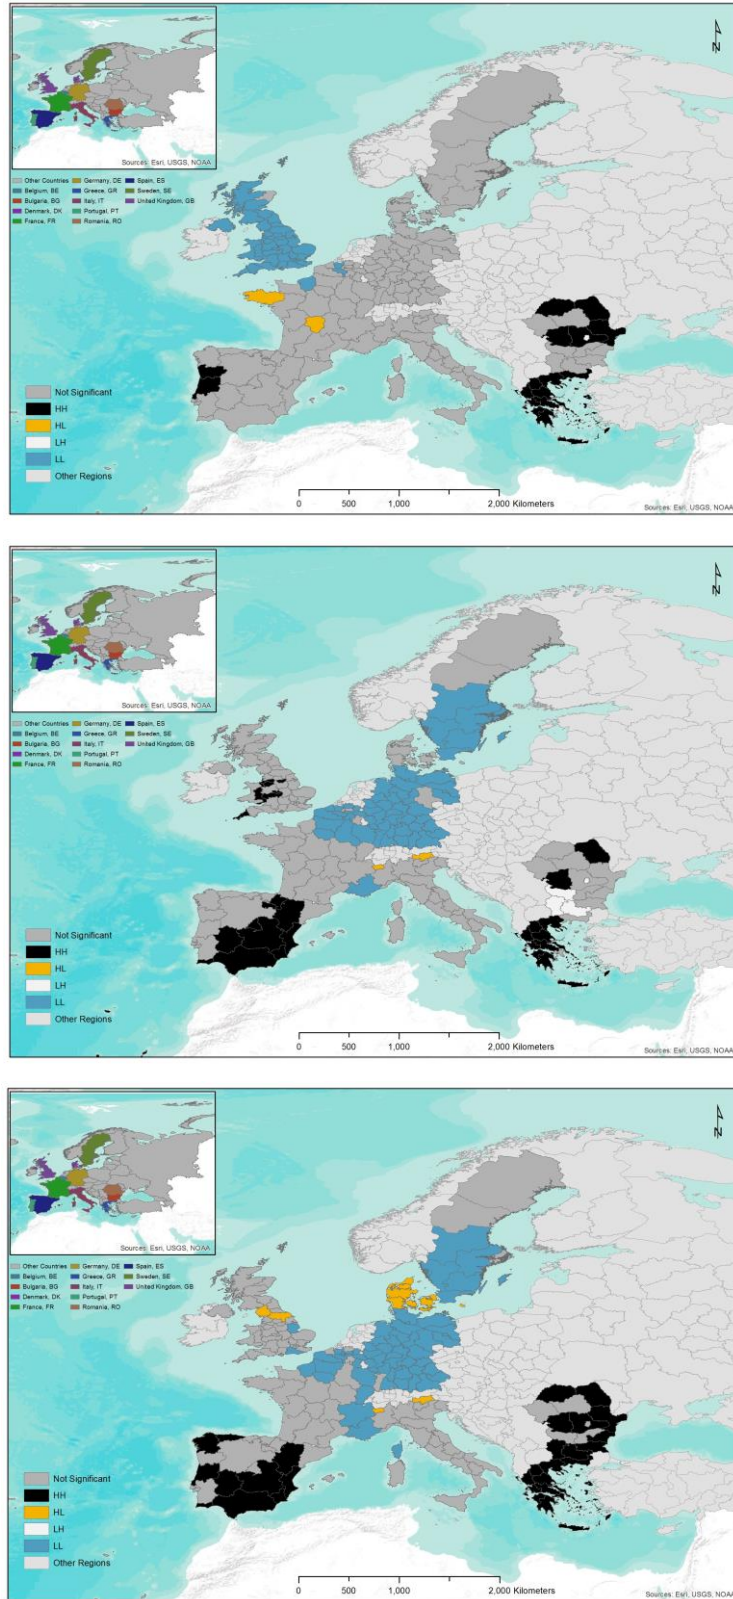 N
Sources: Esri, USGS, NOAA
Other Countries Germany, DE Spain, ES
Belgium, BE Greece, GR Sweden, SE
Bulgaria, BG Italy, IT United Kingdom, GB
Denmark, DK Portugal, PT
France, FR Romania, RO
Not Significant
HH
HL
LH
LL
Other Regions
0 500 1,000 2,000 Kilometers
Sources: Esri, USGS, NOAA
N
Sources: Esri, USGS, NOAA
Other Countries Germany, DE Spain, ES
Belgium, BE Greece, GR Sweden, SE
Bulgaria, BG Italy, IT United Kingdom, GB
Denmark, DK Portugal, PT
France, FR Romania, RO
Not Significant
HH
HL
LH
LL
Other Regions
0 500 1,000 2,000 Kilometers
Sources: Esri, USGS, NOAA
N
Sources: Esri, USGS, NOAA
Other Countries Germany, DE Spain, ES
Belgium, BE Greece, GR Sweden, SE
Bulgaria, BG Italy, IT United Kingdom, GB
Denmark, DK Portugal, PT
France, FR Romania, RO
Not Significant
HH
HL
LH
LL
Other Regions
0 500 1,000 2,000 Kilometers
Sources: Esri, USGS, NOAA